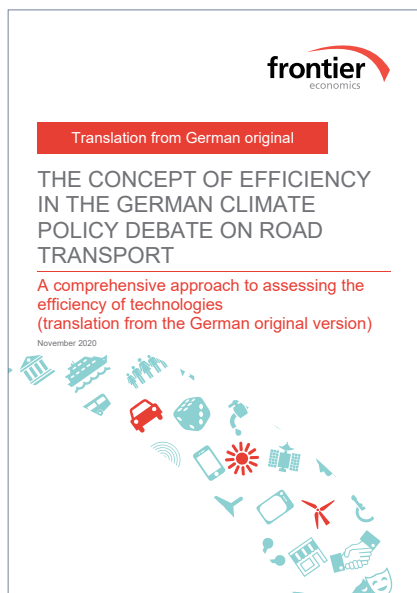 frontier
economics
Translation from German original
THE CONCEPT OF EFFICIENCY
IN THE GERMAN CLIMATE
POLICY DEBATE ON ROAD
TRANSPORT
A comprehensive approach to assessing the
efficiency of technologies
(translation from the German original version)
November 2020